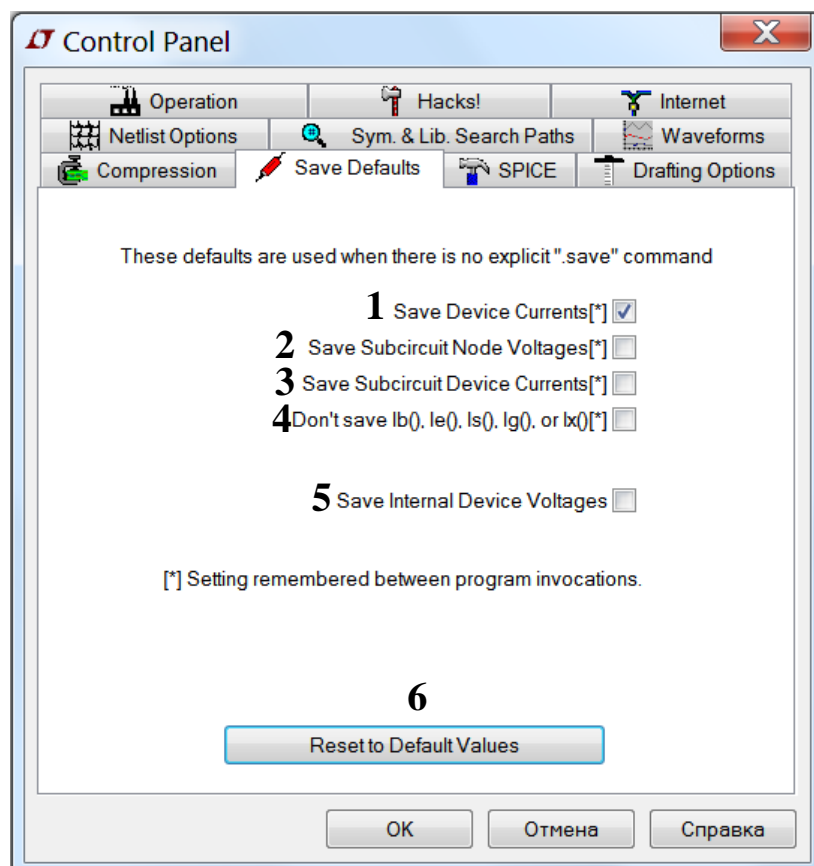 Control Panel
Operation Hacks! Internet
Netlist Options Sym. & Lib. Search Paths Waveforms
Compression Save Defaults SPICE Drafting Options
These defaults are used when there is no explicit ".save" command
1 Save Device Currents[*]
2 Save Subcircuit Node Voltages[*]
3 Save Subcircuit Device Currents[*]
4 Don't save Ib(), Ie(), Is(), Ig(), or Ix()[*]
5 Save Internal Device Voltages
[*] Setting remembered between program invocations.
6
Reset to Default Values
OK Отмена Справка